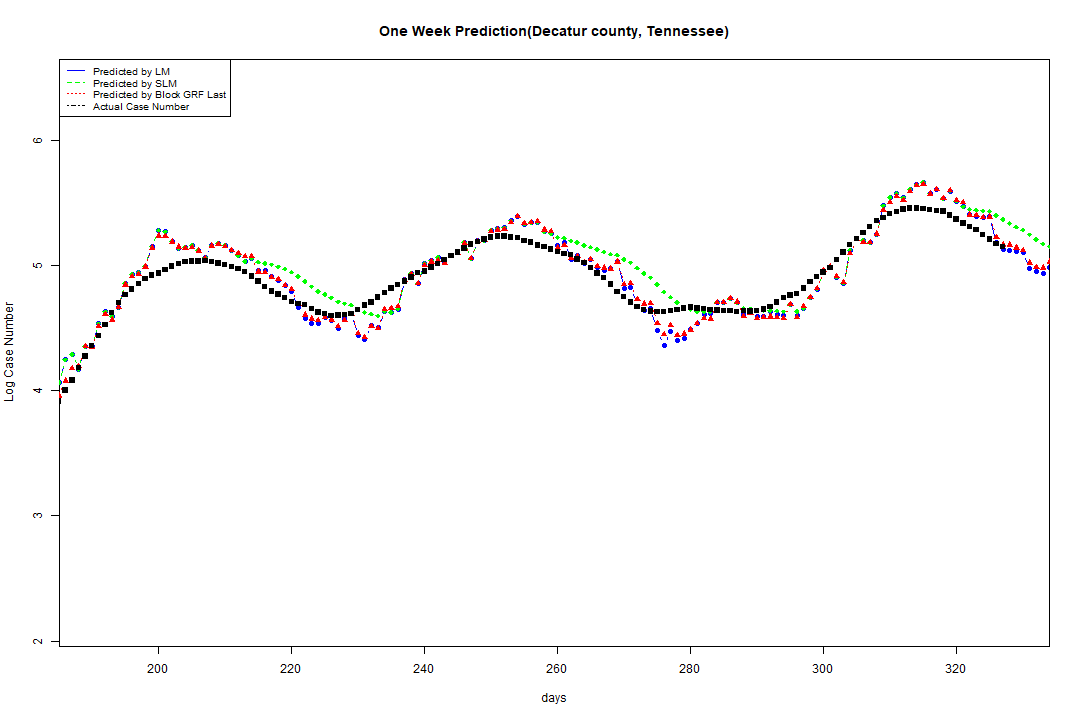 One Week Prediction(Decatur county, Tennessee)
Predicted by LM
Predicted by SLM
Predicted by Block GRF Last
Actual Case Number
Log Case Number
6
5
4
3
2
200 220 240 260 280 300 320
days